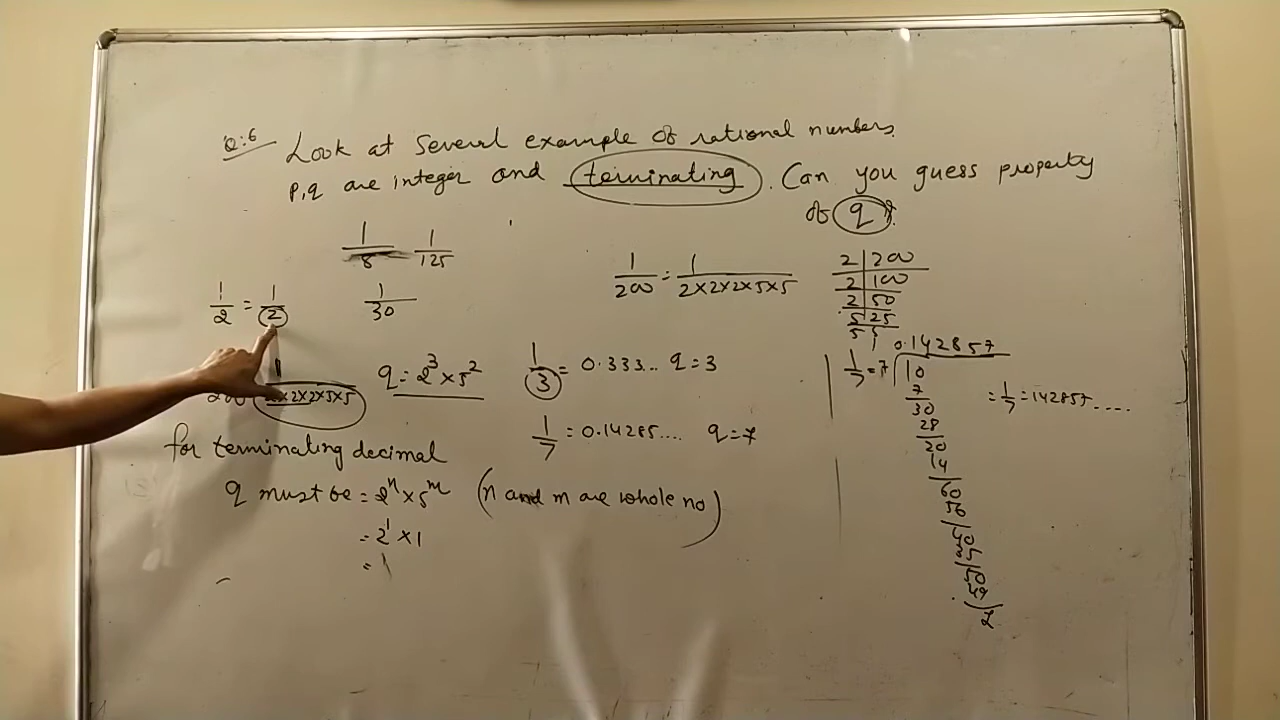 Q:6 Look at several example of rational numbers.
P,q are integer and terminating. Can you guess property
of q?
1/8 1/125
1/2 = 1/2
1/30
1/200 = 1/2×2×2×5×5
2 | 200
2 | 100
2 | 50
5 | 25
5 | 5
1
1/ 2×2×2×5×5
q = 2³ × 5²
1/3 = 0.333... q = 3
1/7 = 0.14285.... q = 7
for terminating decimal
q must be = 2ⁿ × 5ᵐ (n and m are whole no)
= 2¹ × 1
=
0.142857
1/7 = 7 10
7
30
28
20
14
60
56
40
35
50
49
= 1/7 = 142857....